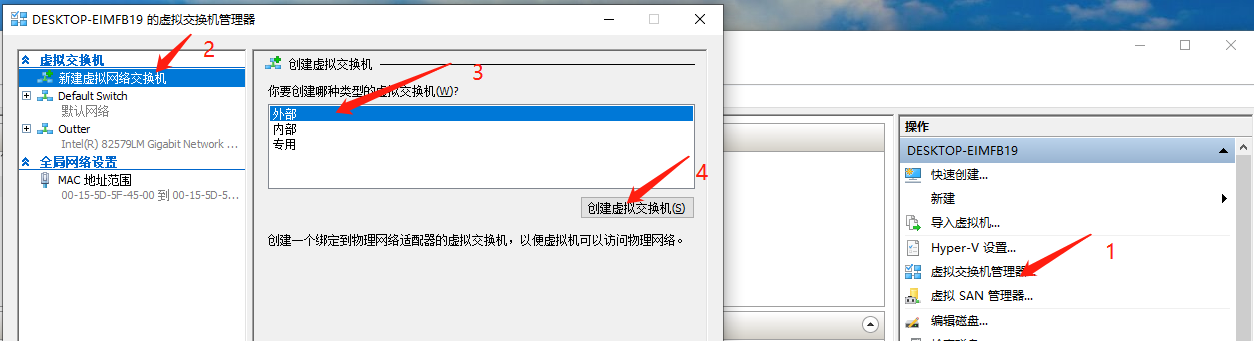 DESKTOP-EIMFB19 的虚拟交换机管理器
虚拟交换机
2
新建虚拟网络交换机
Default Switch
默认网络
Outter
Intel(R) 82579LM Gigabit Network ...
全局网络设置
MAC 地址范围
00-15-5D-5F-45-00 到 00-15-5D-5...
创建虚拟交换机
3
你要创建哪种类型的虚拟交换机(W)?
外部
内部
专用
4
创建虚拟交换机(S)
创建一个绑定到物理网络适配器的虚拟交换机，以便虚拟机可以访问物理网络。
操作
DESKTOP-EIMFB19
快速创建...
新建
导入虚拟机...
Hyper-V 设置...
1
虚拟交换机管理器...
虚拟 SAN 管理器...
编辑磁盘...